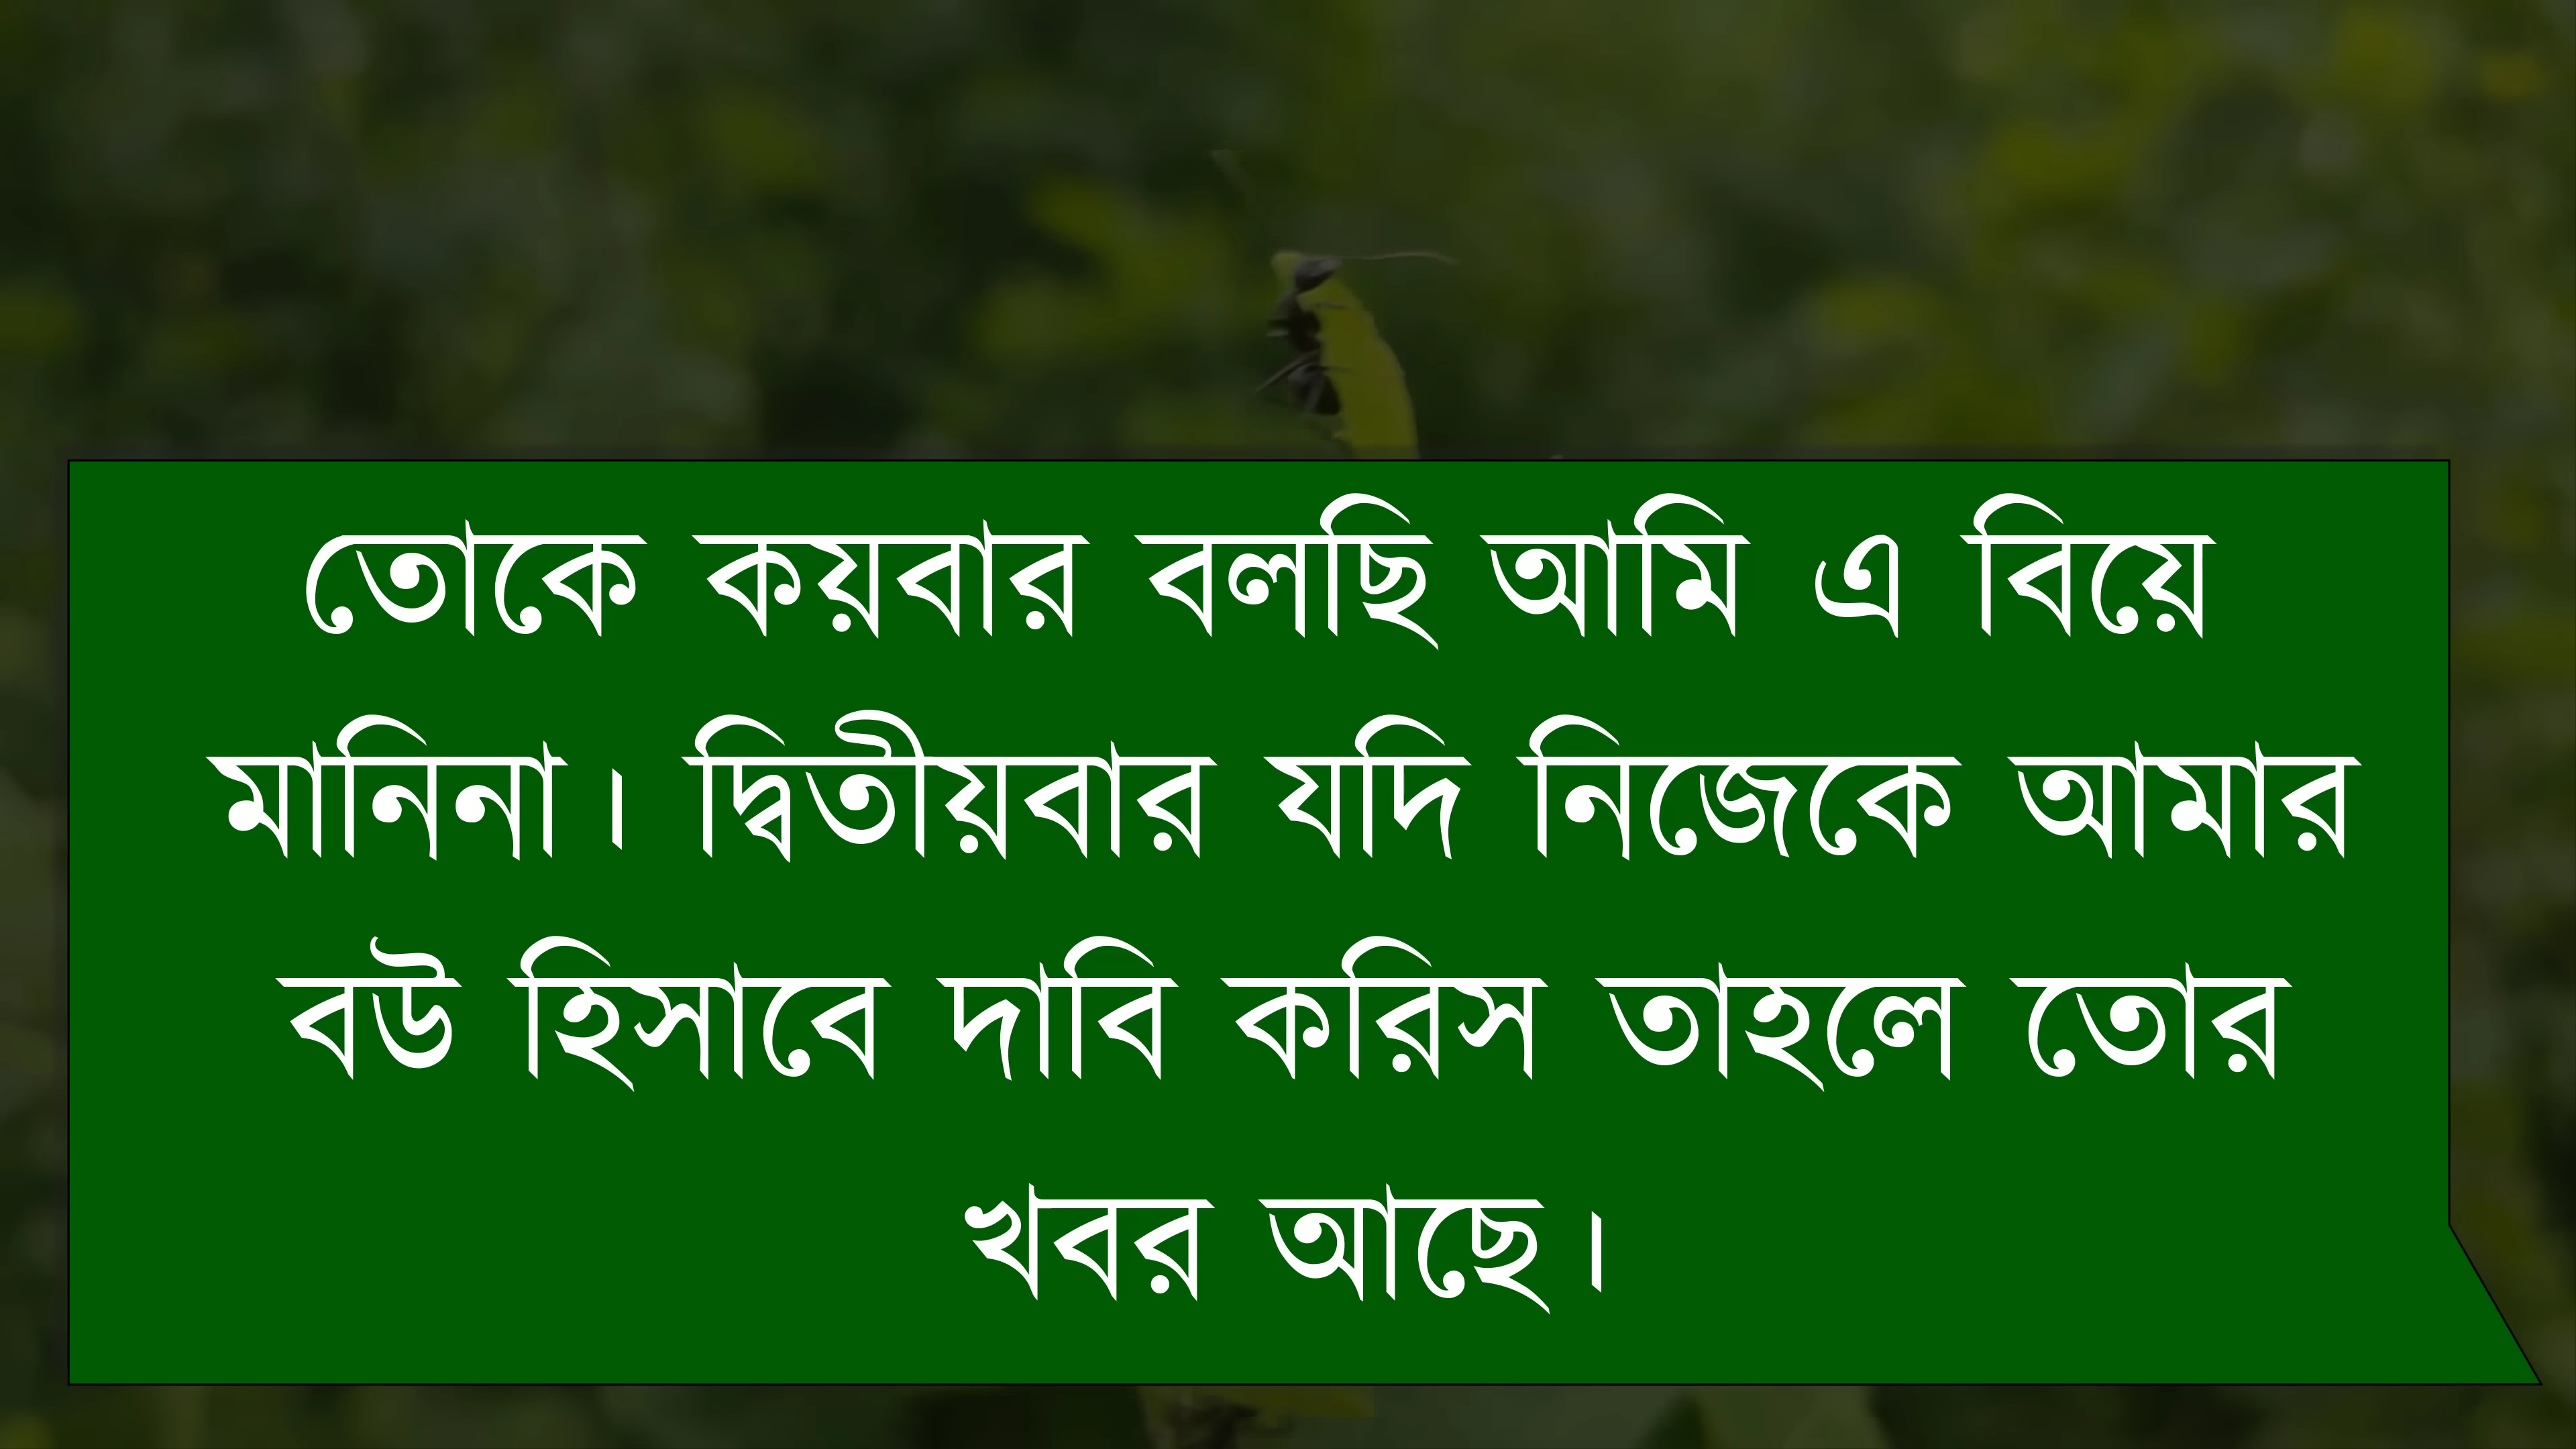 তোকে কয়বার বলছি আমি এ বিয়ে
মানিনা। দ্বিতীয়বার যদি নিজেকে আমার
বউ হিসাবে দাবি করিস তাহলে তোর
খবর আছে।